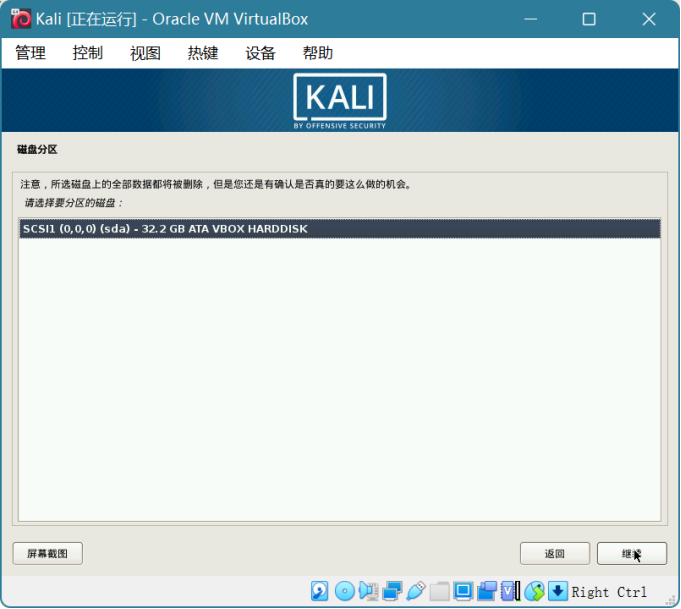 Kali [正在运行] - Oracle VM VirtualBox
管理 控制 视图 热键 设备 帮助
KALI
BY OFFENSIVE SECURITY
磁盘分区
注意，所选磁盘上的全部数据都将被删除，但是您还是有确认是否真的要这么做的机会。
请选择要分区的磁盘：
SCSI1 (0,0,0) (sda) - 32.2 GB ATA VBOX HARDDISK
屏幕截图 返回 继续
Right Ctrl